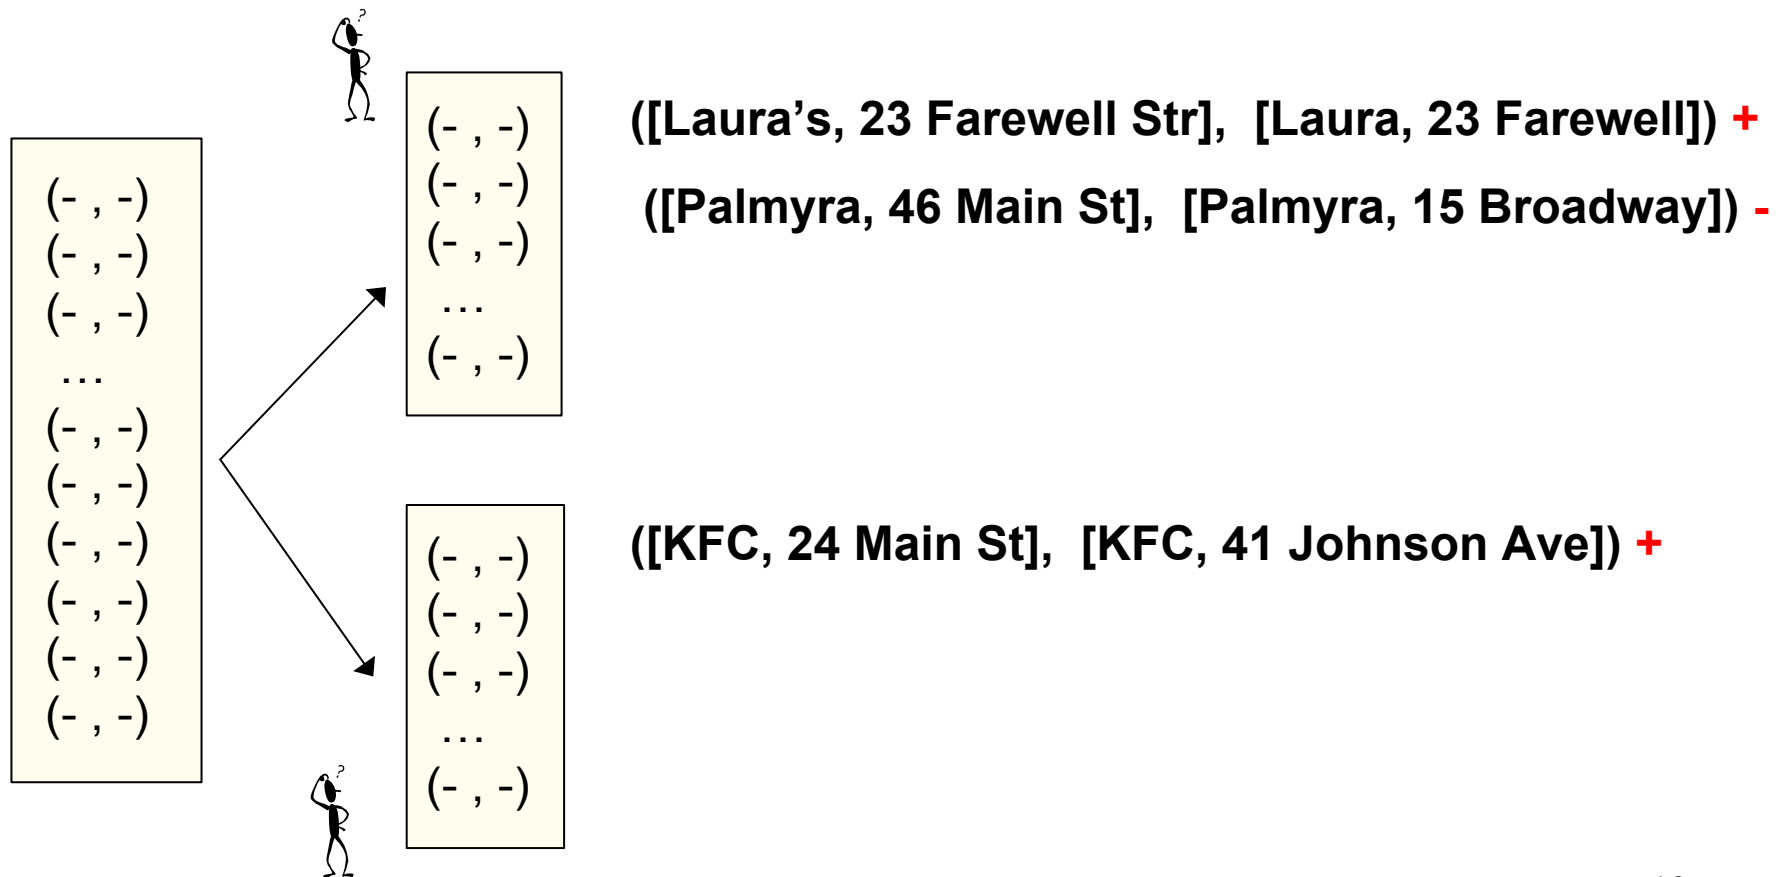 (- , -)
(- , -)
(- , -)
...
(- , -)
(- , -)
(- , -)
(- , -)
(- , -)
(- , -)
?
(- , -)
(- , -)
(- , -)
...
(- , -)
([Laura’s, 23 Farewell Str], [Laura, 23 Farewell]) +
([Palmyra, 46 Main St], [Palmyra, 15 Broadway]) -
?
(- , -)
(- , -)
(- , -)
...
(- , -)
([KFC, 24 Main St], [KFC, 41 Johnson Ave]) +